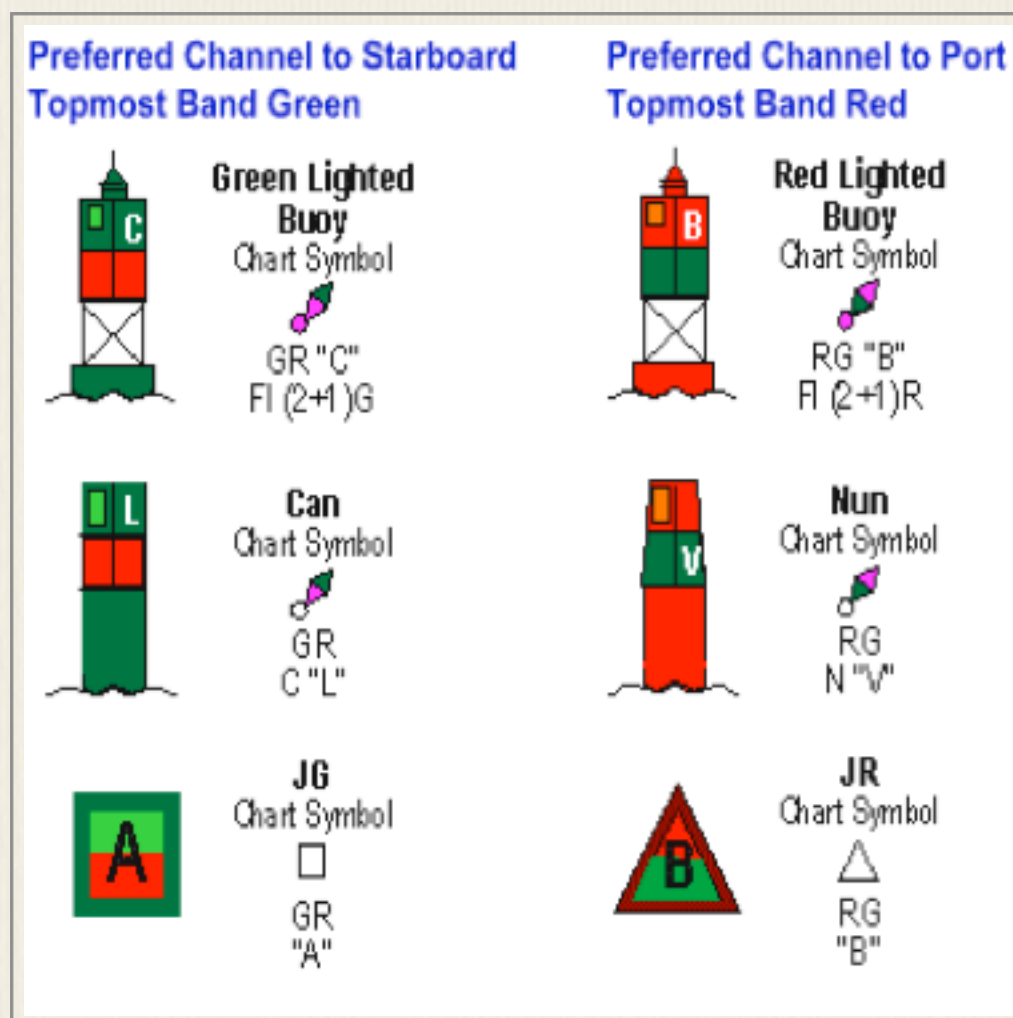 Preferred Channel to Starboard
Topmost Band Green
C
Green Lighted
Buoy
Chart Symbol
GR "C"
Fl (2+1)G
L
Can
Chart Symbol
GR
C "L"
A
JG
Chart Symbol
GR
"A"
Preferred Channel to Port
Topmost Band Red
B
Red Lighted
Buoy
Chart Symbol
RG "B"
Fl (2+1)R
V
Nun
Chart Symbol
RG
N "V"
B
JR
Chart Symbol
RG
"B"